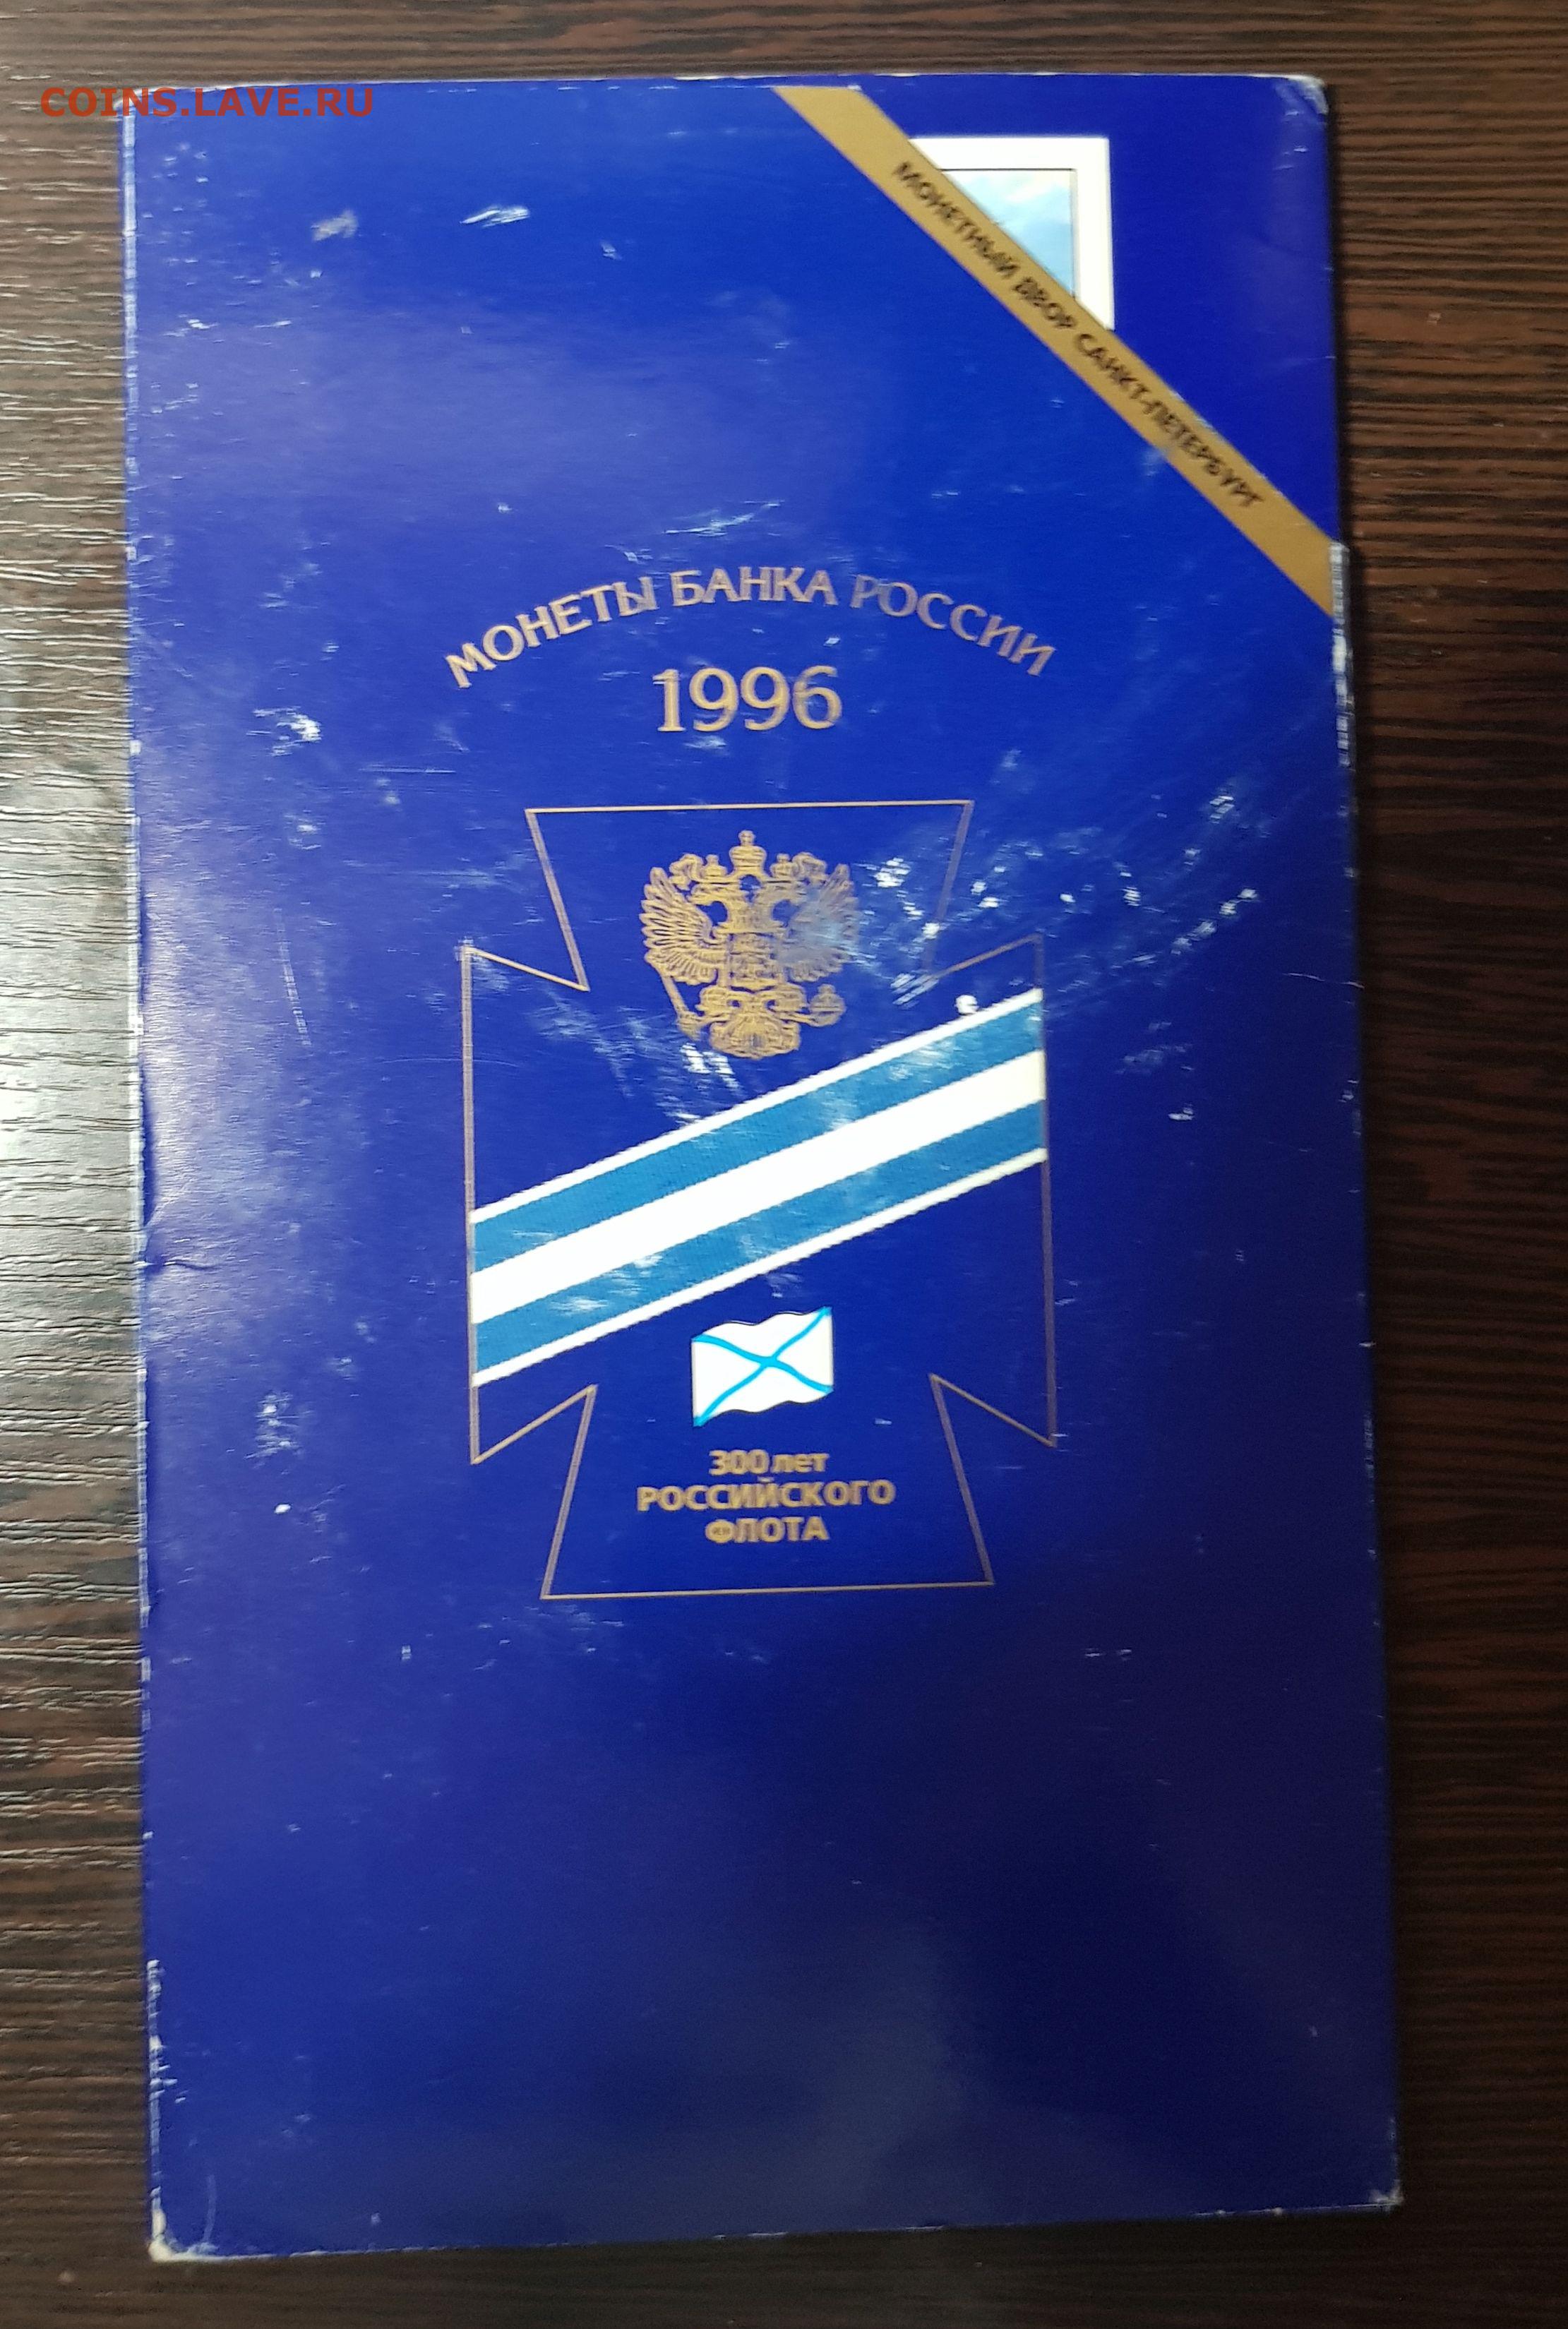 COINS.LAVE.RU
МОНЕТНЫЙ ДВОР САНКТ-ПЕТЕРБУРГ
МОНЕТЫ БАНКА РОССИИ
1996
300 лет
РОССИЙСКОГО
ФЛОТА